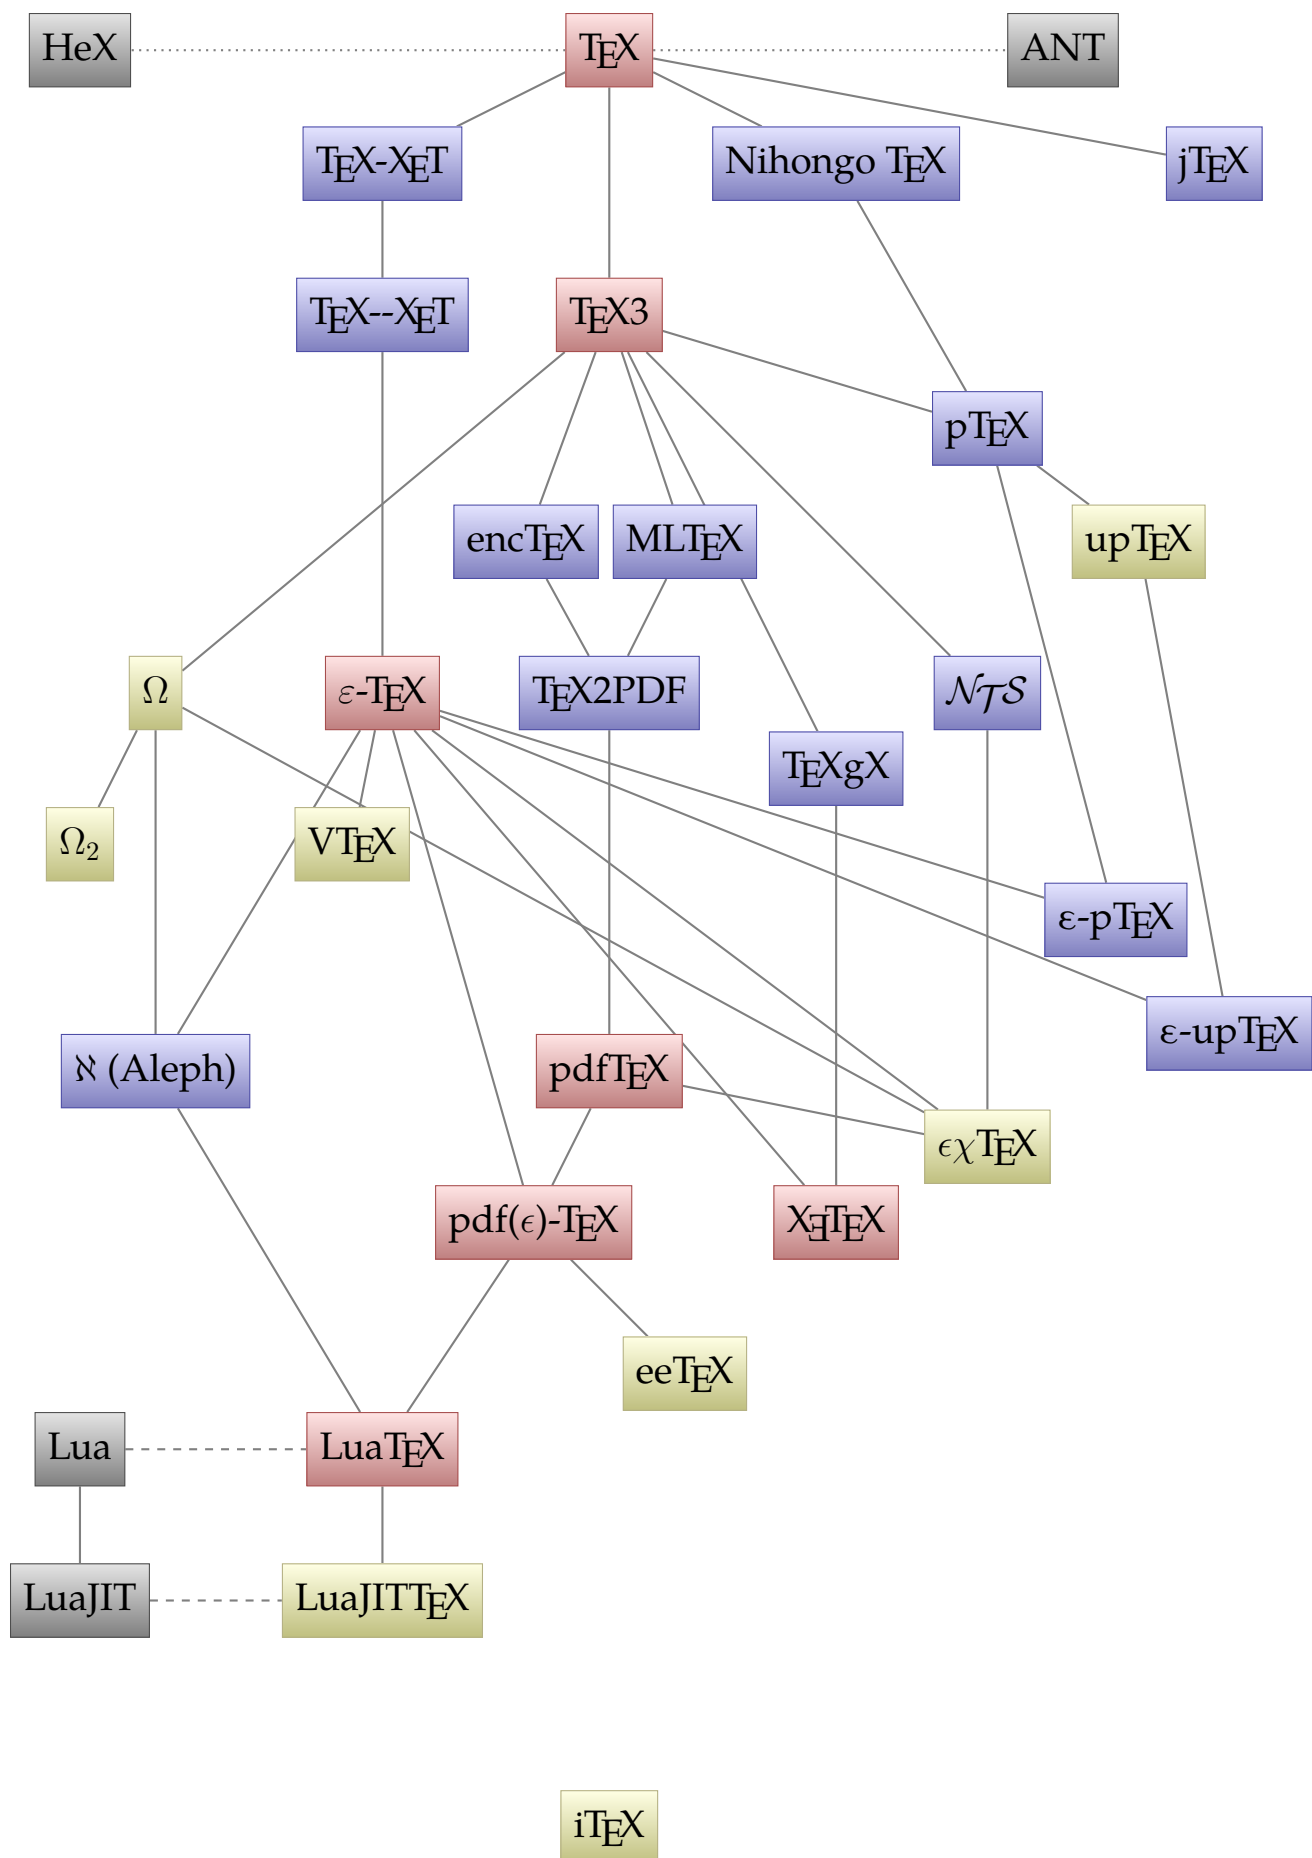 HeX
TEX
ANT
TEX-XET
Nihongo TEX
jTEX
TEX--XET
TEX3
pTEX
encTEX
MLTEX
upTEX
Ω
ε-TEX
TEX2PDF
NTS
TEXgX
Ω₂
VTEX
ε-pTEX
ε-upTEX
ℵ (Aleph)
pdfTEX
ϵχTEX
pdf(ϵ)-TEX
XƎTEX
eeTEX
Lua
LuaTEX
LuaJIT
LuaJITTEX
iTEX